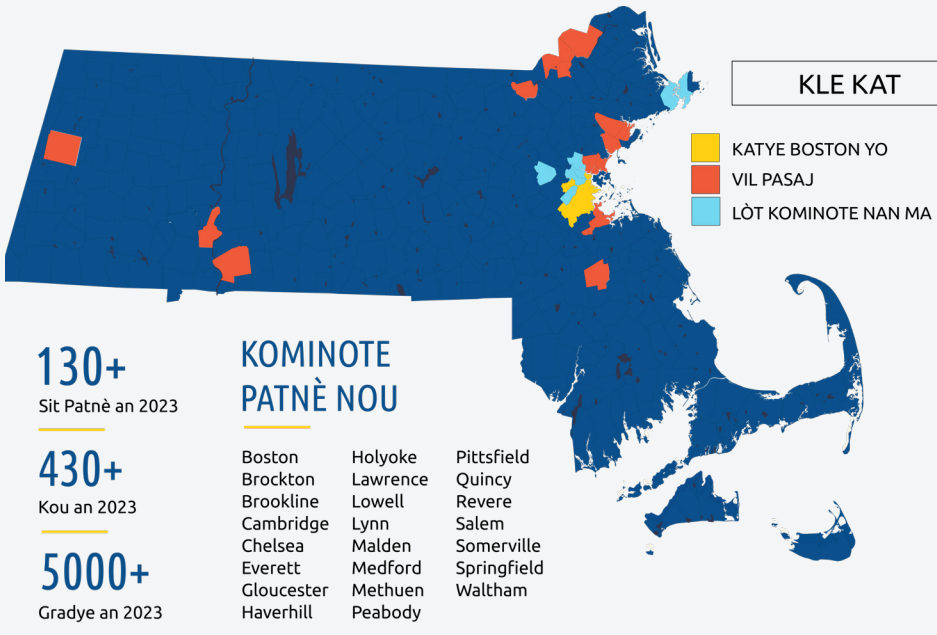 KLE KAT
KATYE BOSTON YO
VIL PASAJ
LÒT KOMINOTE NAN MA
130+
Sit Patnè an 2023
430+
Kou an 2023
5000+
Gradye an 2023
KOMINOTE
PATNÈ NOU
Boston
Brockton
Brookline
Cambridge
Chelsea
Everett
Gloucester
Haverhill
Holyoke
Lawrence
Lowell
Lynn
Malden
Medford
Methuen
Peabody
Pittsfield
Quincy
Revere
Salem
Somerville
Springfield
Waltham